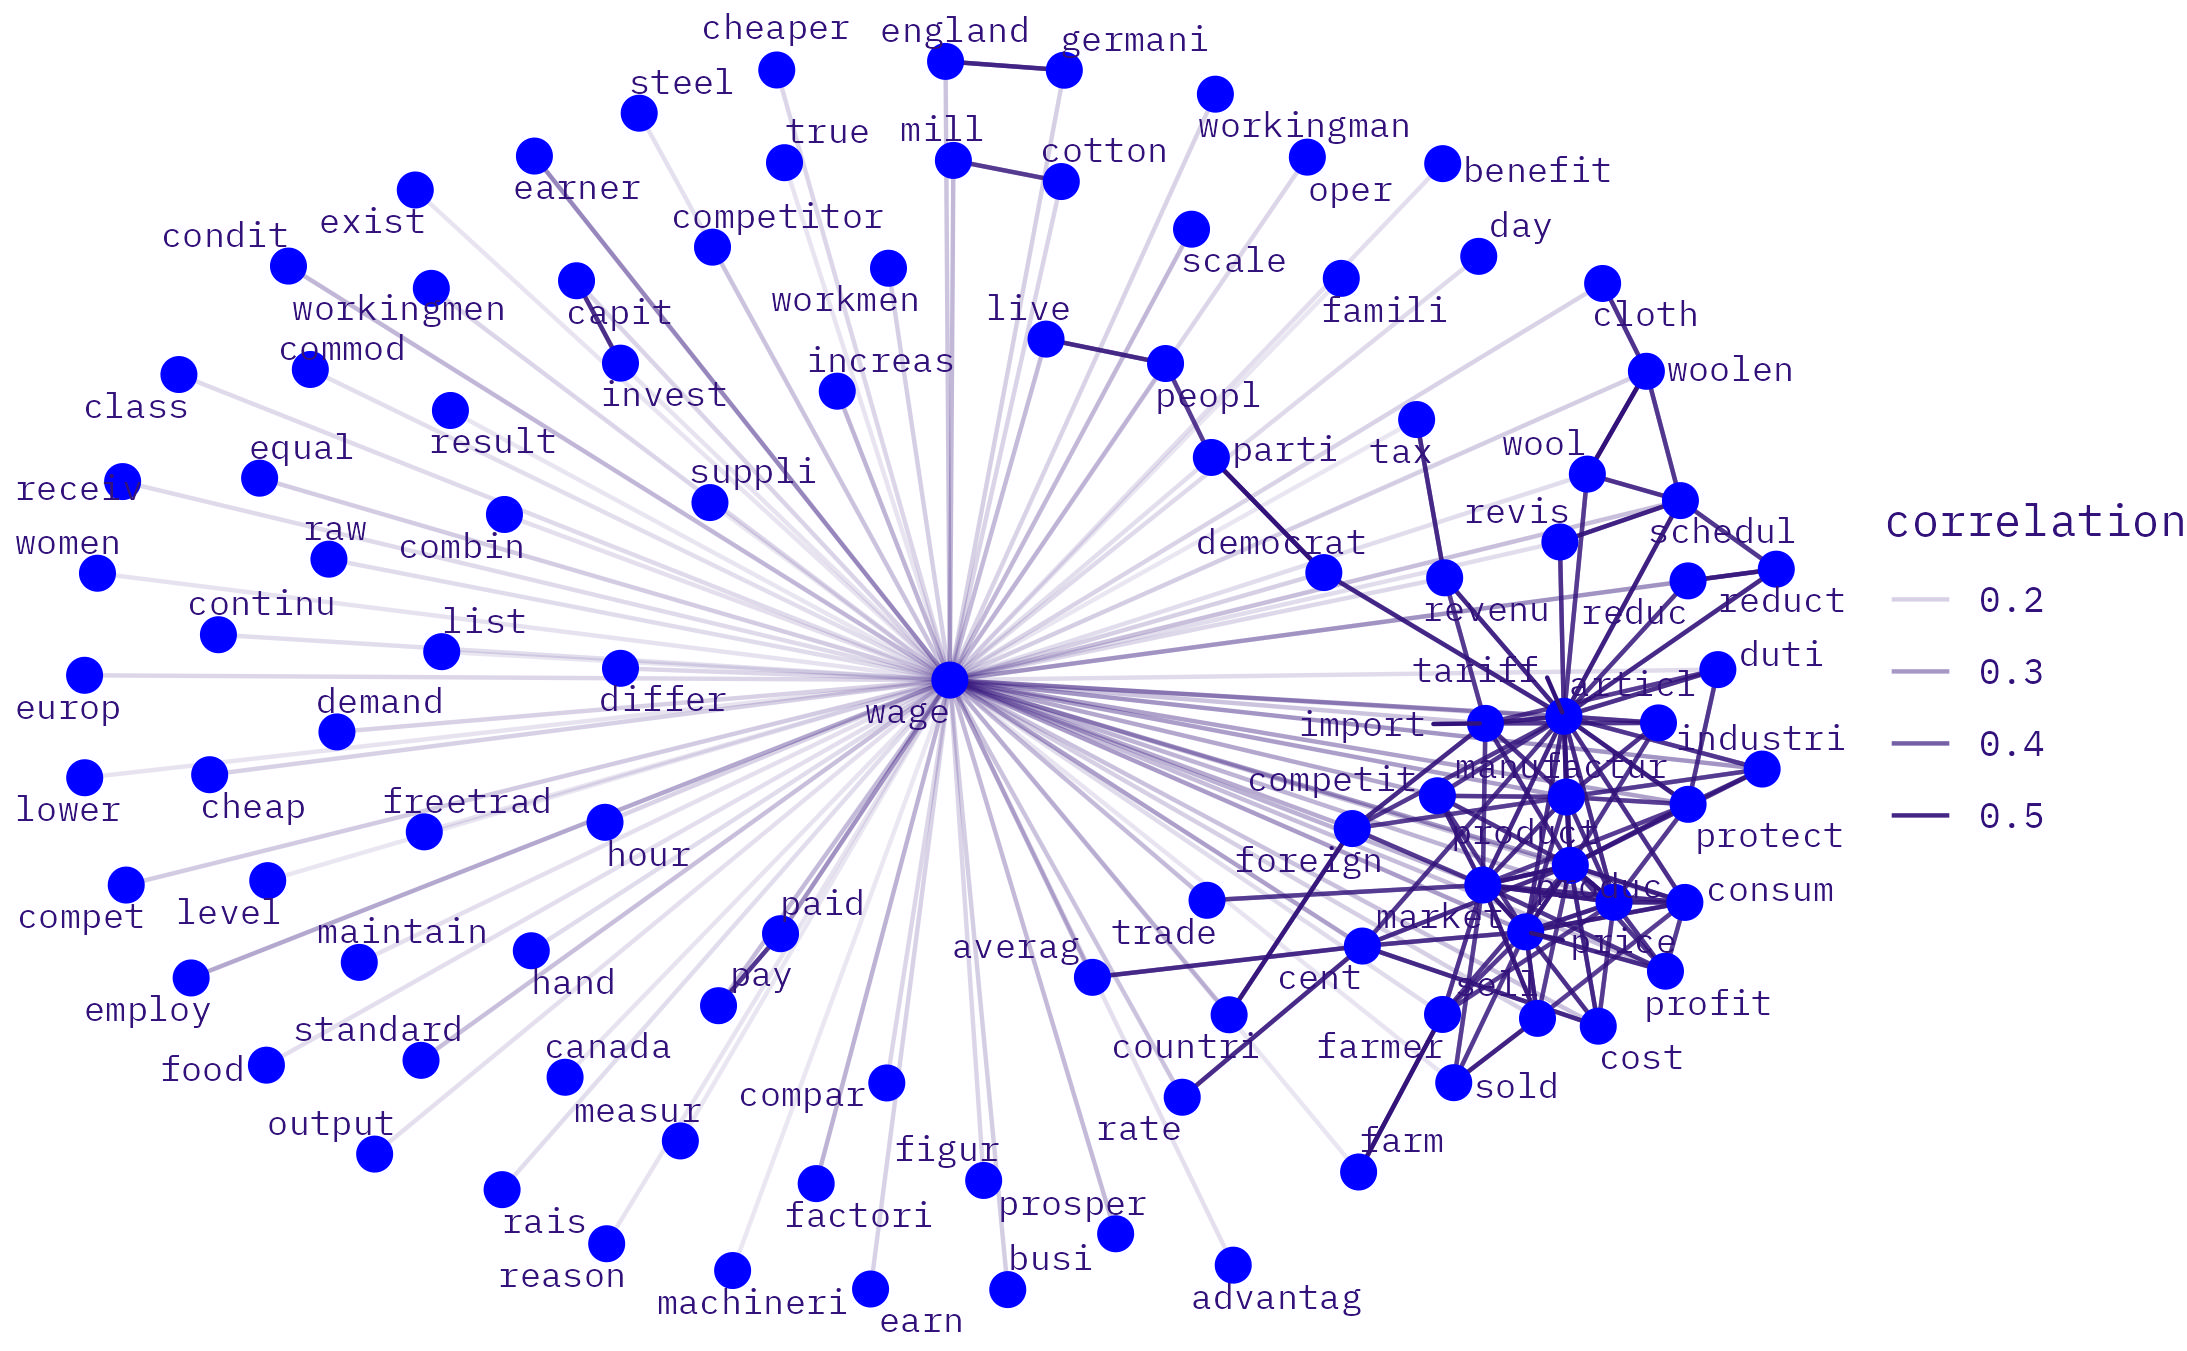 cheaper
england
germani
steel
true
mill
cotton
workingman
earner
oper
benefit
exist
competitor
scale
day
condit
workingmen
capit
workmen
live
famili
cloth
commod
increas
woolen
class
invest
peopl
result
equal
suppli
parti
tax
wool
receiv
raw
revis
schedul
women
combin
democrat
continu
list
revenu
reduc
reduct
tariff
articl
duti
europ
demand
differ
wage
import
industri
lower
cheap
freetrad
competit
manufactur
hour
foreign
product
protect
compet
level
paid
market
produc
consum
maintain
averag
trade
price
employ
hand
pay
cent
sell
profit
standard
canada
countri
farmer
cost
food
output
measur
compar
rate
sold
figur
farm
rais
factori
prosper
reason
machineri
earn
busi
advantag
correlation
0.2
0.3
0.4
0.5